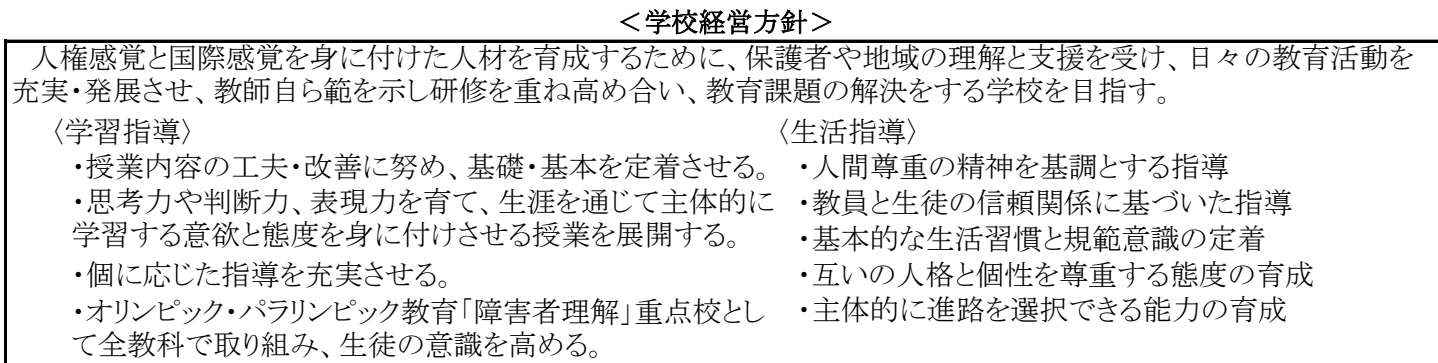 ＜学校経営方針＞
人権感覚と国際感覚を身に付けた人材を育成するために、保護者や地域の理解と支援を受け、日々の教育活動を
充実・発展させ、教師自ら範を示し研修を重ね高め合い、教育課題の解決をする学校を目指す。
〈学習指導〉
・授業内容の工夫・改善に努め、基礎・基本を定着させる。
・思考力や判断力、表現力を育て、生涯を通じて主体的に
学習する意欲と態度を身に付けさせる授業を展開する。
・個に応じた指導を充実させる。
・オリンピック・パラリンピック教育「障害者理解」重点校とし
て全教科で取り組み、生徒の意識を高める。
〈生活指導〉
・人間尊重の精神を基調とする指導
・教員と生徒の信頼関係に基づいた指導
・基本的な生活習慣と規範意識の定着
・互いの人格と個性を尊重する態度の育成
・主体的に進路を選択できる能力の育成